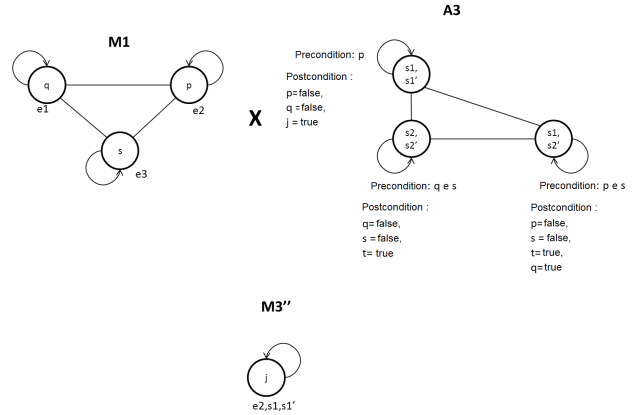 A3
M1
Precondition: p
s1,
s1’
Postcondition :
p=false,
q =false,
j = true
q
p
e1
e2
X
s
e3
s2,
s2’
s1,
s2’
Precondition: q e s
Postcondition :
q=false,
s = false,
t= true
Precondition: p e s
Postcondition :
p=false,
s = false,
t=true,
q=true
M3’’
j
e2,s1,s1’